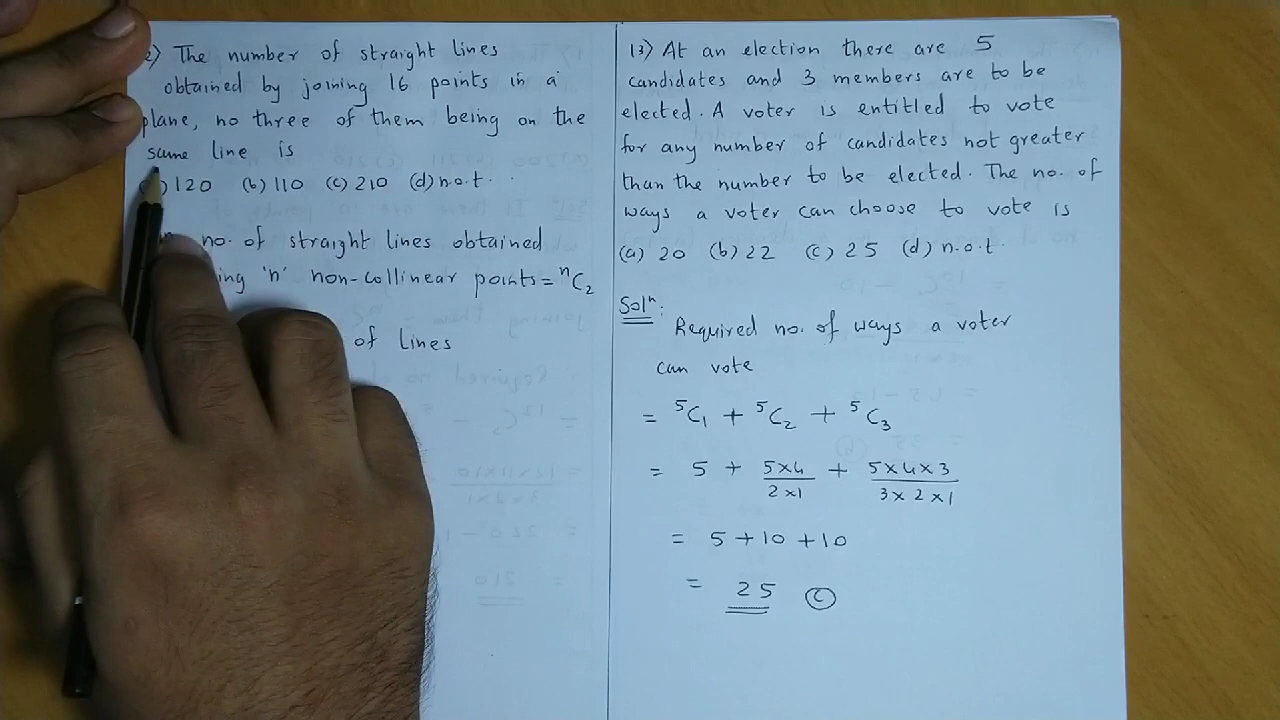 2) The number of straight lines
obtained by joining 16 points in a
plane, no three of them being on the
same line is
120 (b) 110 (c) 210 (d) n.o.t.
no. of straight lines obtained
'n' non-collinear points = ⁿC₂
of lines
13) At an election there are 5
candidates and 3 members are to be
elected. A voter is entitled to vote
for any number of candidates not greater
than the number to be elected. The no. of
ways a voter can choose to vote is
(a) 20 (b) 22 (c) 25 (d) n.o.t.
Solⁿ:
Required no. of ways a voter
can vote
= ⁵C₁ + ⁵C₂ + ⁵C₃
= 5 + 5×4/2×1 + 5×4×3/3×2×1
= 5 + 10 + 10
= 25 (c)